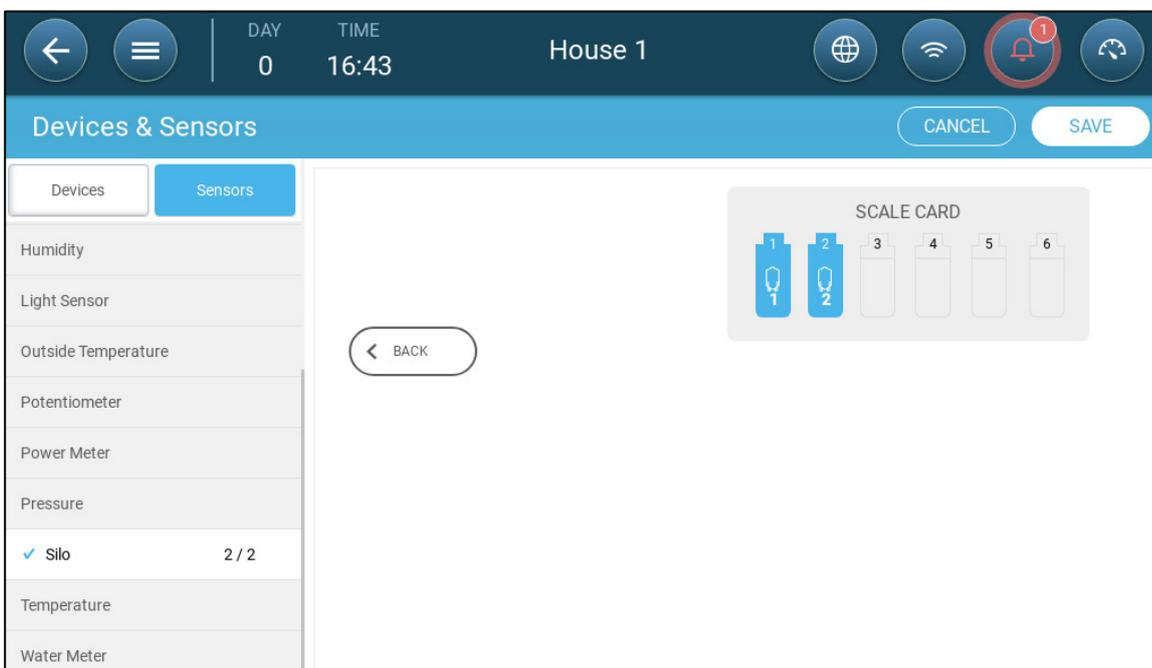 DAY TIME
0 16:43 House 1 1
Devices & Sensors CANCEL SAVE
Devices Sensors
SCALE CARD
1 2 3 4 5 6
1 2
Humidity
Light Sensor
Outside Temperature
BACK
Potentiometer
Power Meter
Pressure
Silo 2 / 2
Temperature
Water Meter